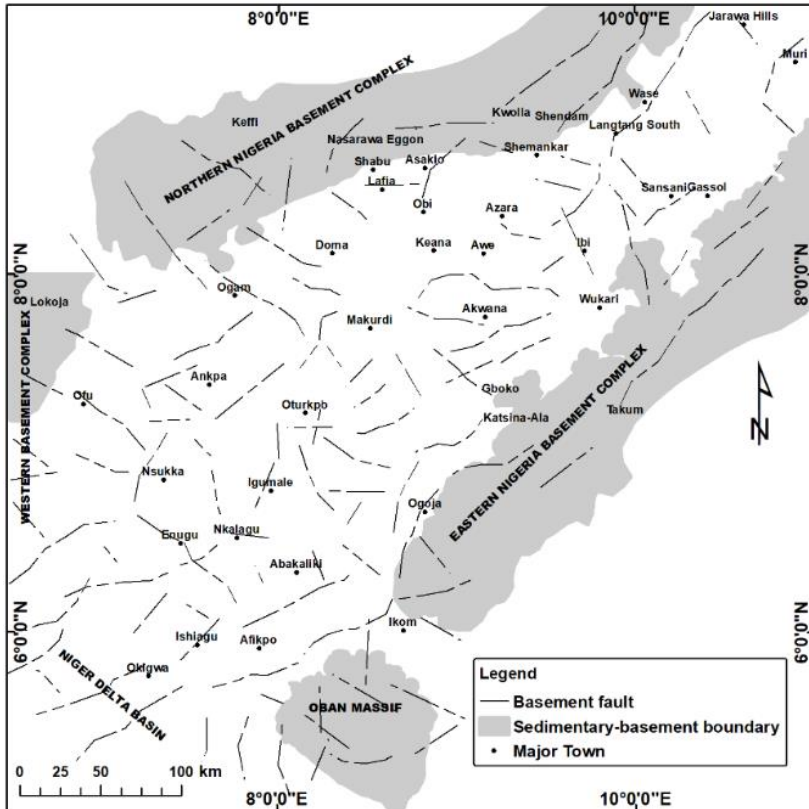 8°0'0"E
10°0'0"E
Jarawa Hills
Muri
Wase
Kwolla
Shendam
Langtang South
NORTHERN NIGERIA BASEMENT COMPLEX
Keffi
Nasarawa Eggon
Shabu
Asakio
Shemankar
Lafia
Obi
Azara
Sansani
Gassol
Doma
Keana
Awe
Ibi
8°0'0"N
8°0'0"N
Lokoja
Ogam
Makurdi
Akwana
Wukari
WESTERN BASEMENT COMPLEX
Ankpa
Ofu
Oturkpo
Gboko
Katsina-Ala
Takum
EASTERN NIGERIA BASEMENT COMPLEX
N
Nsukka
Igumale
Ogoja
Enugu
Nkalagu
Abakaliki
6°0'0"N
6°0'0"N
Ikom
Ishiagu
Afikpo
Okigwa
NIGER DELTA BASIN
OBAN MASSIF
Legend
Basement fault
Sedimentary-basement boundary
Major Town
0 25 50 75 100 km
8°0'0"E
10°0'0"E